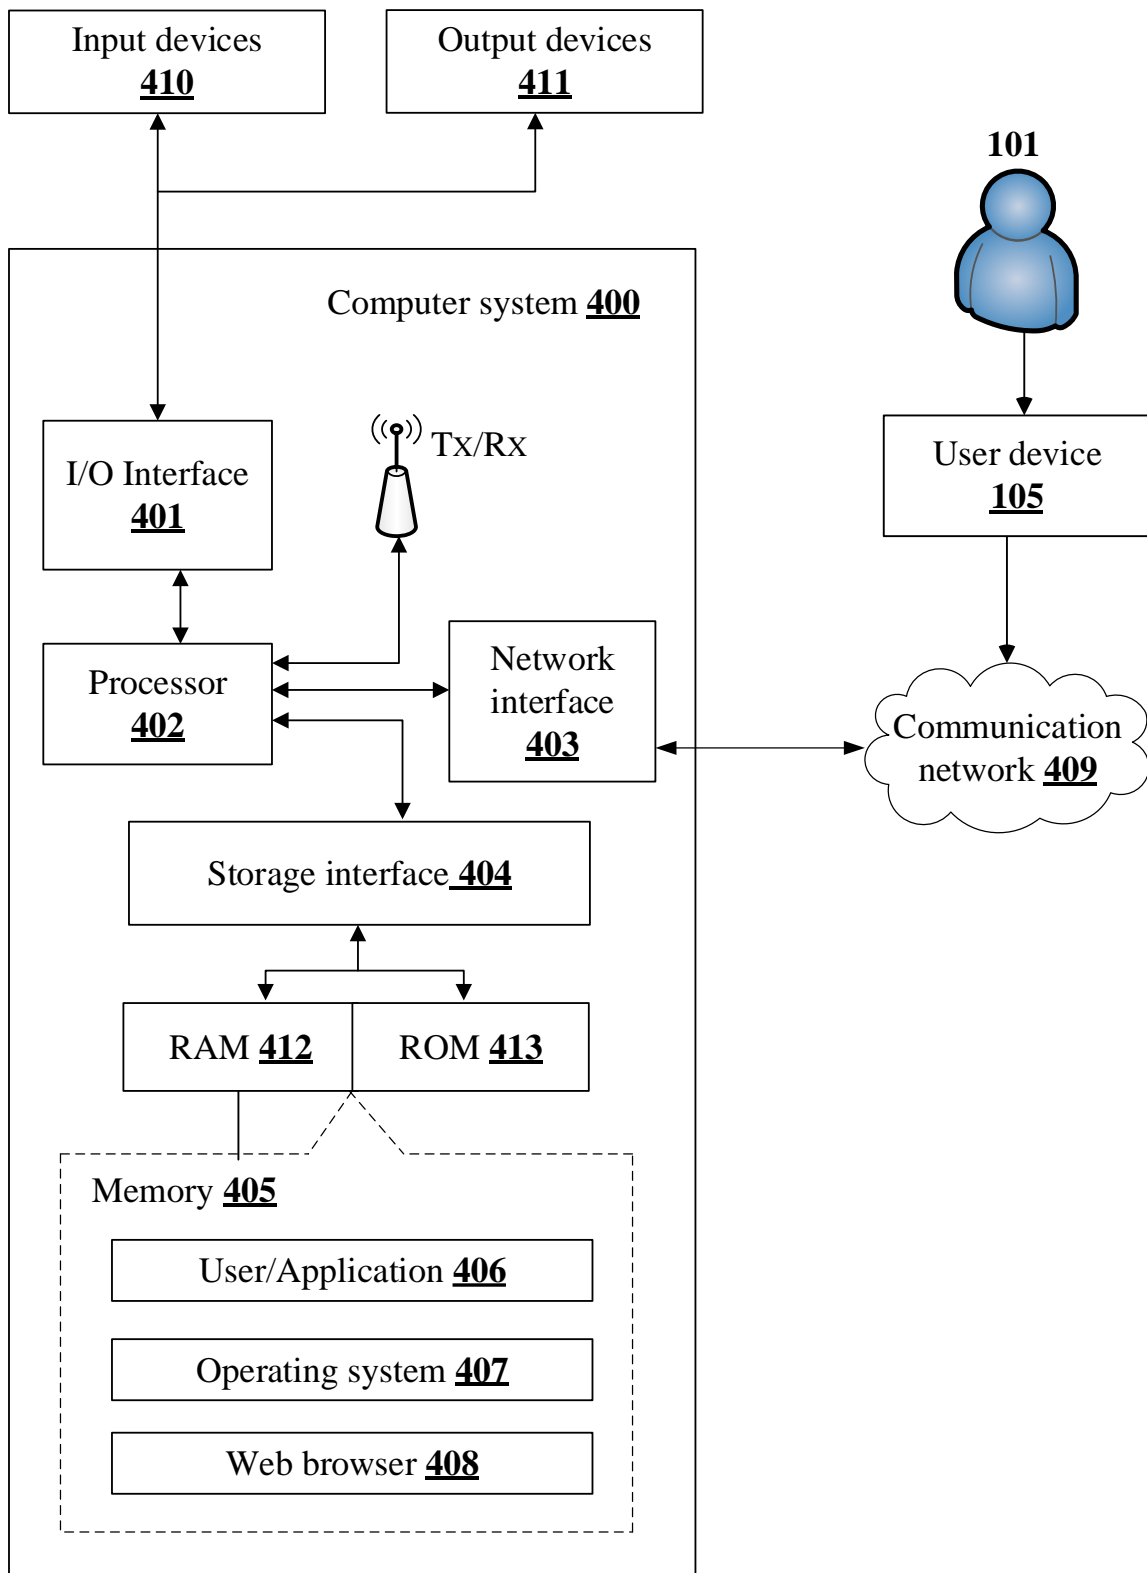 Input devices
410
Output devices
411
101
Computer system 400
Tx/Rx
I/O Interface
401
User device
105
Processor
402
Network
interface
403
Communication
network 409
Storage interface 404
RAM 412
ROM 413
Memory 405
User/Application 406
Operating system 407
Web browser 408